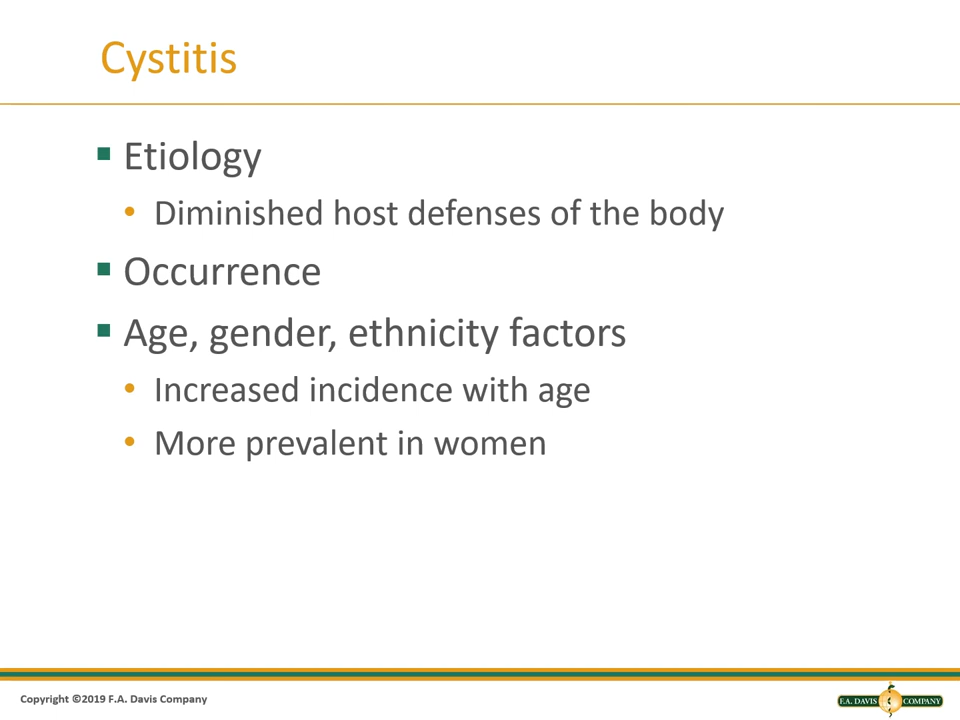 Cystitis
Etiology
Diminished host defenses of the body
Occurrence
Age, gender, ethnicity factors
Increased incidence with age
More prevalent in women
Copyright ©2019 F.A. Davis Company
F.A. DAVIS COMPANY